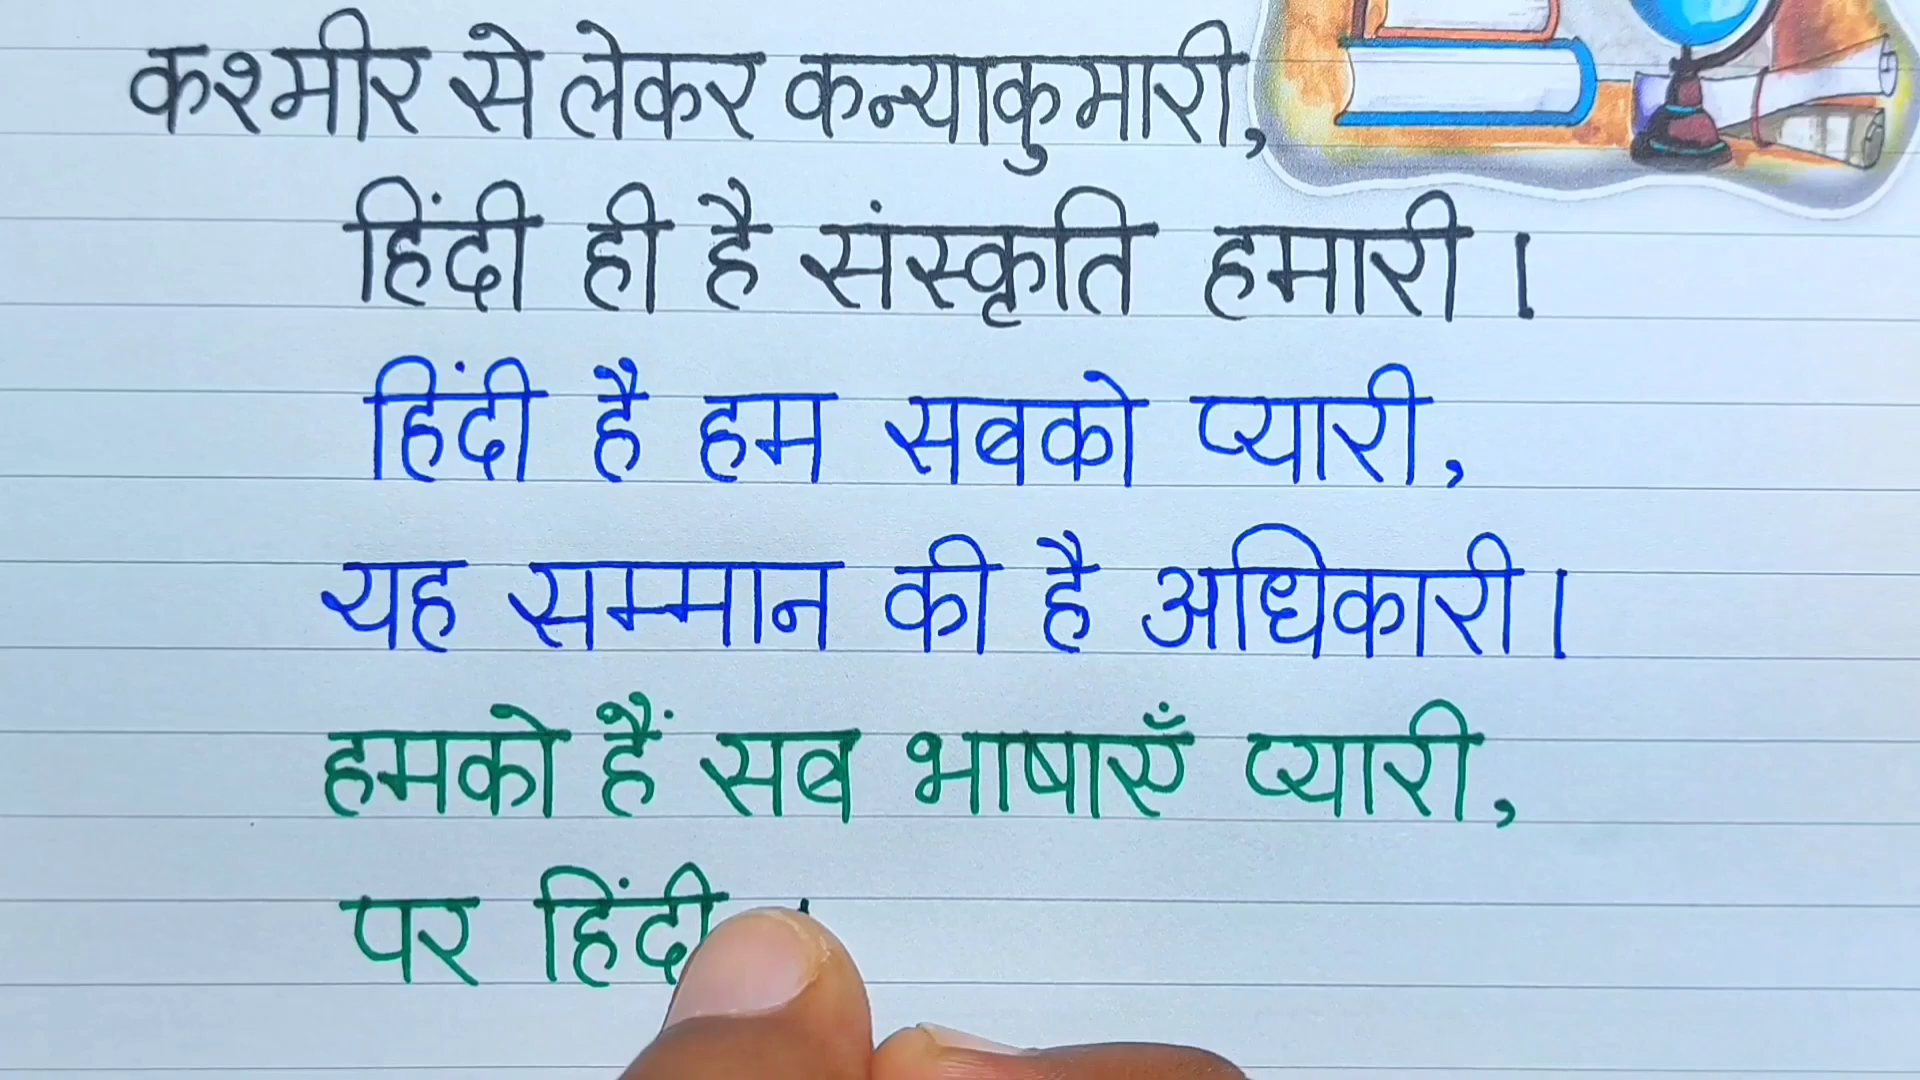 कश्मीर से लेकर कन्याकुमारी,
हिंदी ही है संस्कृति हमारी।
हिंदी है हम सबको प्यारी,
यह सम्मान की है अधिकारी।
हमको हैं सब भाषाएँ प्यारी,
पर हिंदी